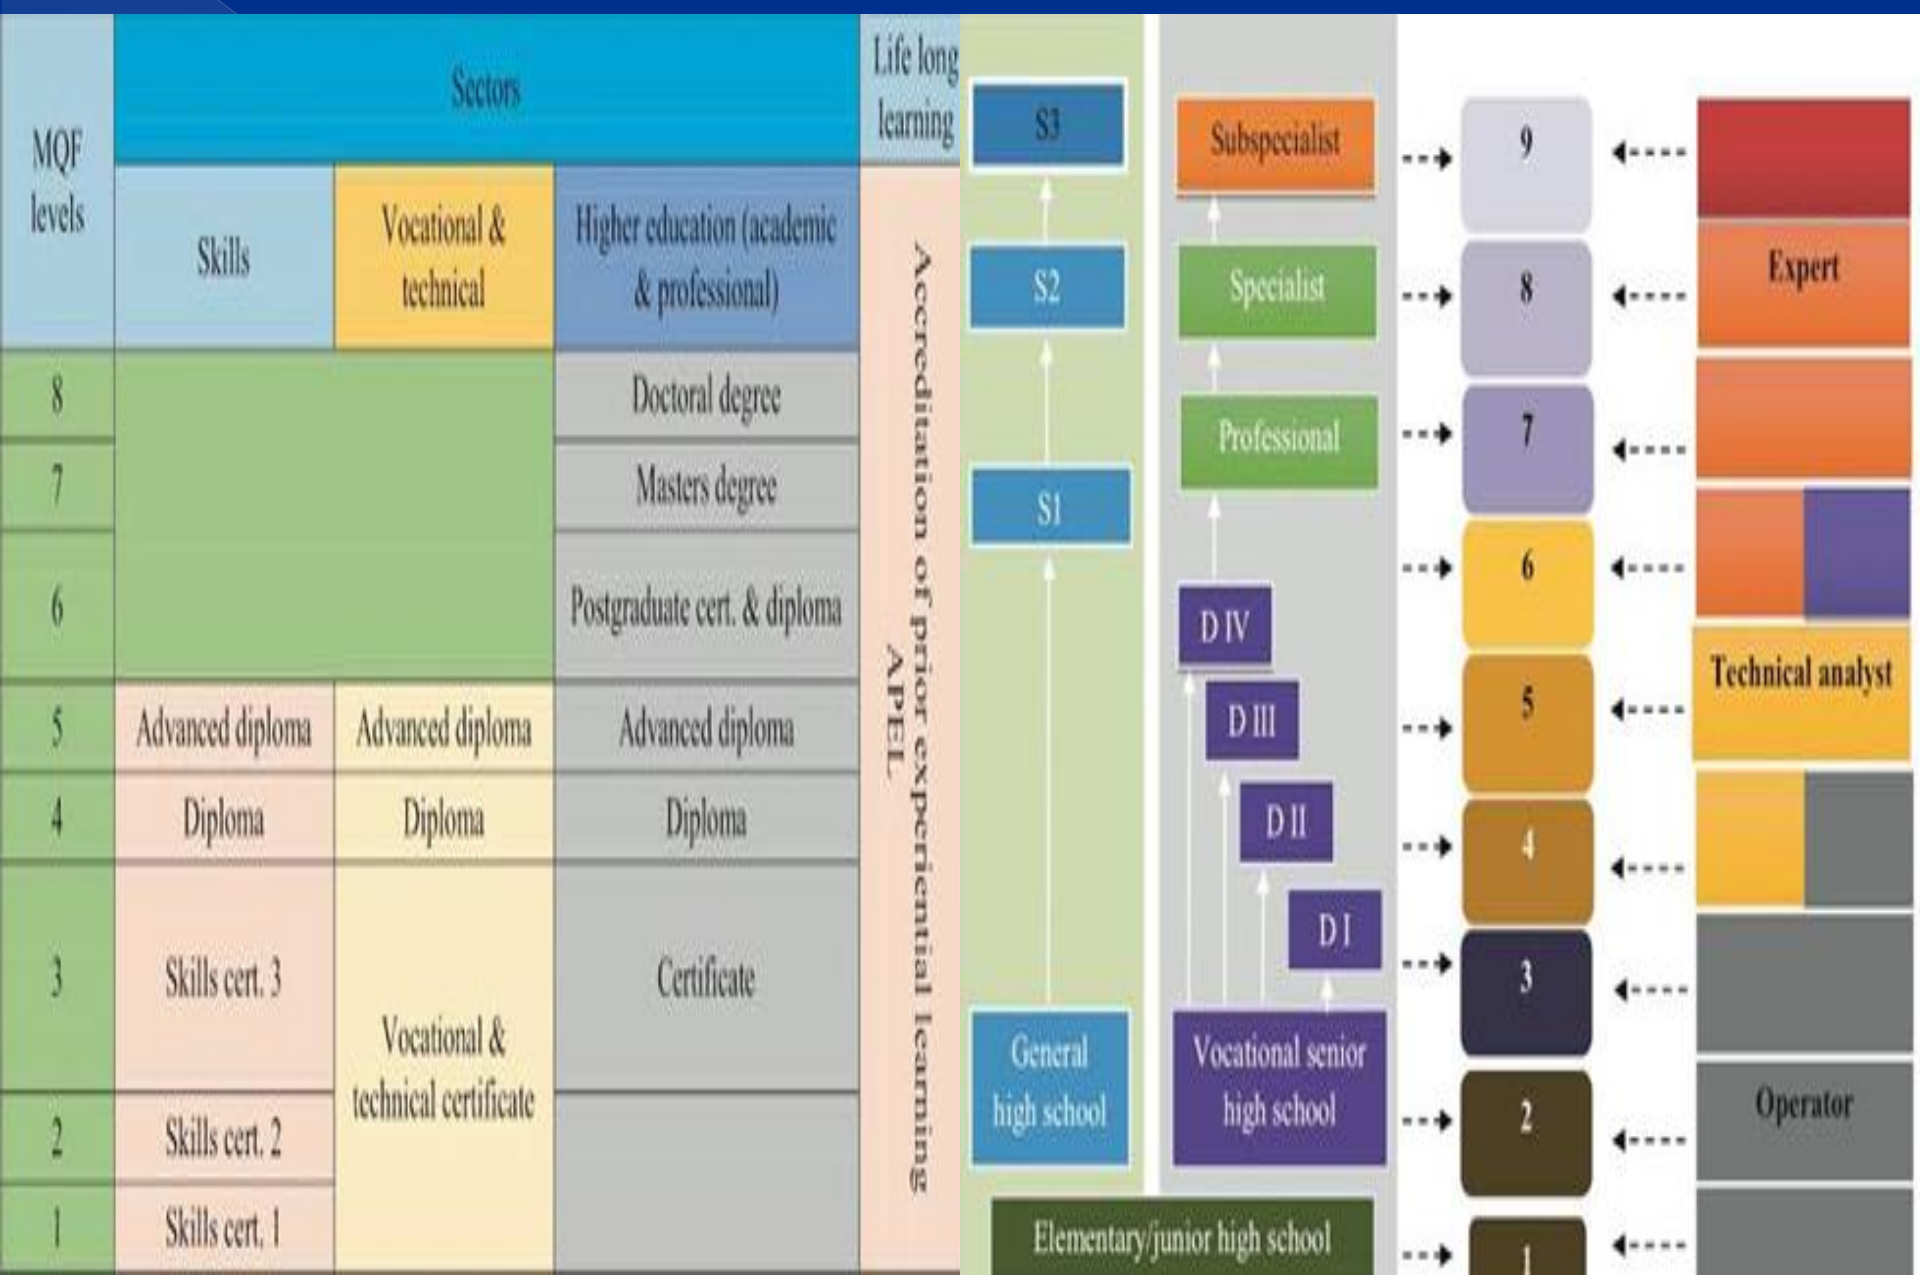 MQF
levels
Sectors
Life long
learning
Skills
Vocational &
technical
Higher education (academic
& professional)
8
Doctoral degree
7
Masters degree
6
Postgraduate cert. & diploma
5
Advanced diploma
Advanced diploma
Advanced diploma
4
Diploma
Diploma
Diploma
3
Skills cert. 3
Vocational &
technical certificate
Certificate
2
Skills cert. 2
1
Skills cert. 1
Accreditation of prior experiential learning
APEL
S3
S2
S1
General
high school
Subspecialist
Specialist
Professional
D IV
D III
D II
D I
Vocational senior
high school
Elementary/junior high school
9
8
7
6
5
4
3
2
1
Expert
Technical analyst
Operator